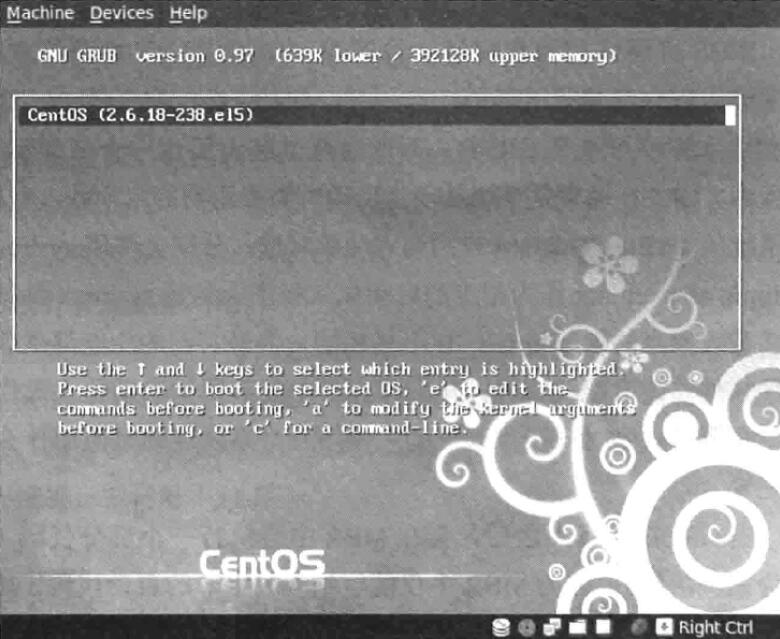 Machine Devices Help
GNU GRUB version 0.97 (639K lower / 392128K upper memory)
CentOS (2.6.18-238.el5)
Use the ↑ and ↓ keys to select which entry is highlighted.
Press enter to boot the selected OS, 'e' to edit the
commands before booting, 'a' to modify the kernel arguments
before booting, or 'c' for a command-line.
CentOS
Right Ctrl